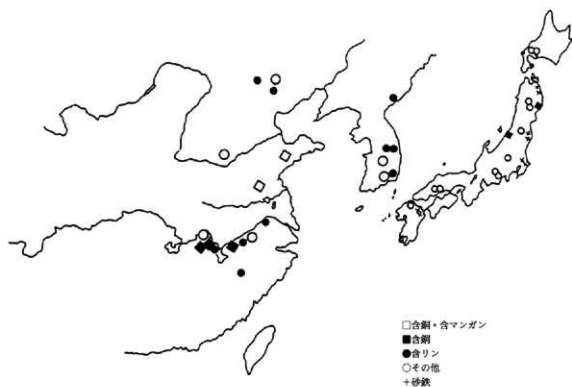 □含銅・含マンガン
■含銅
●含リン
○その他
+砂鉄